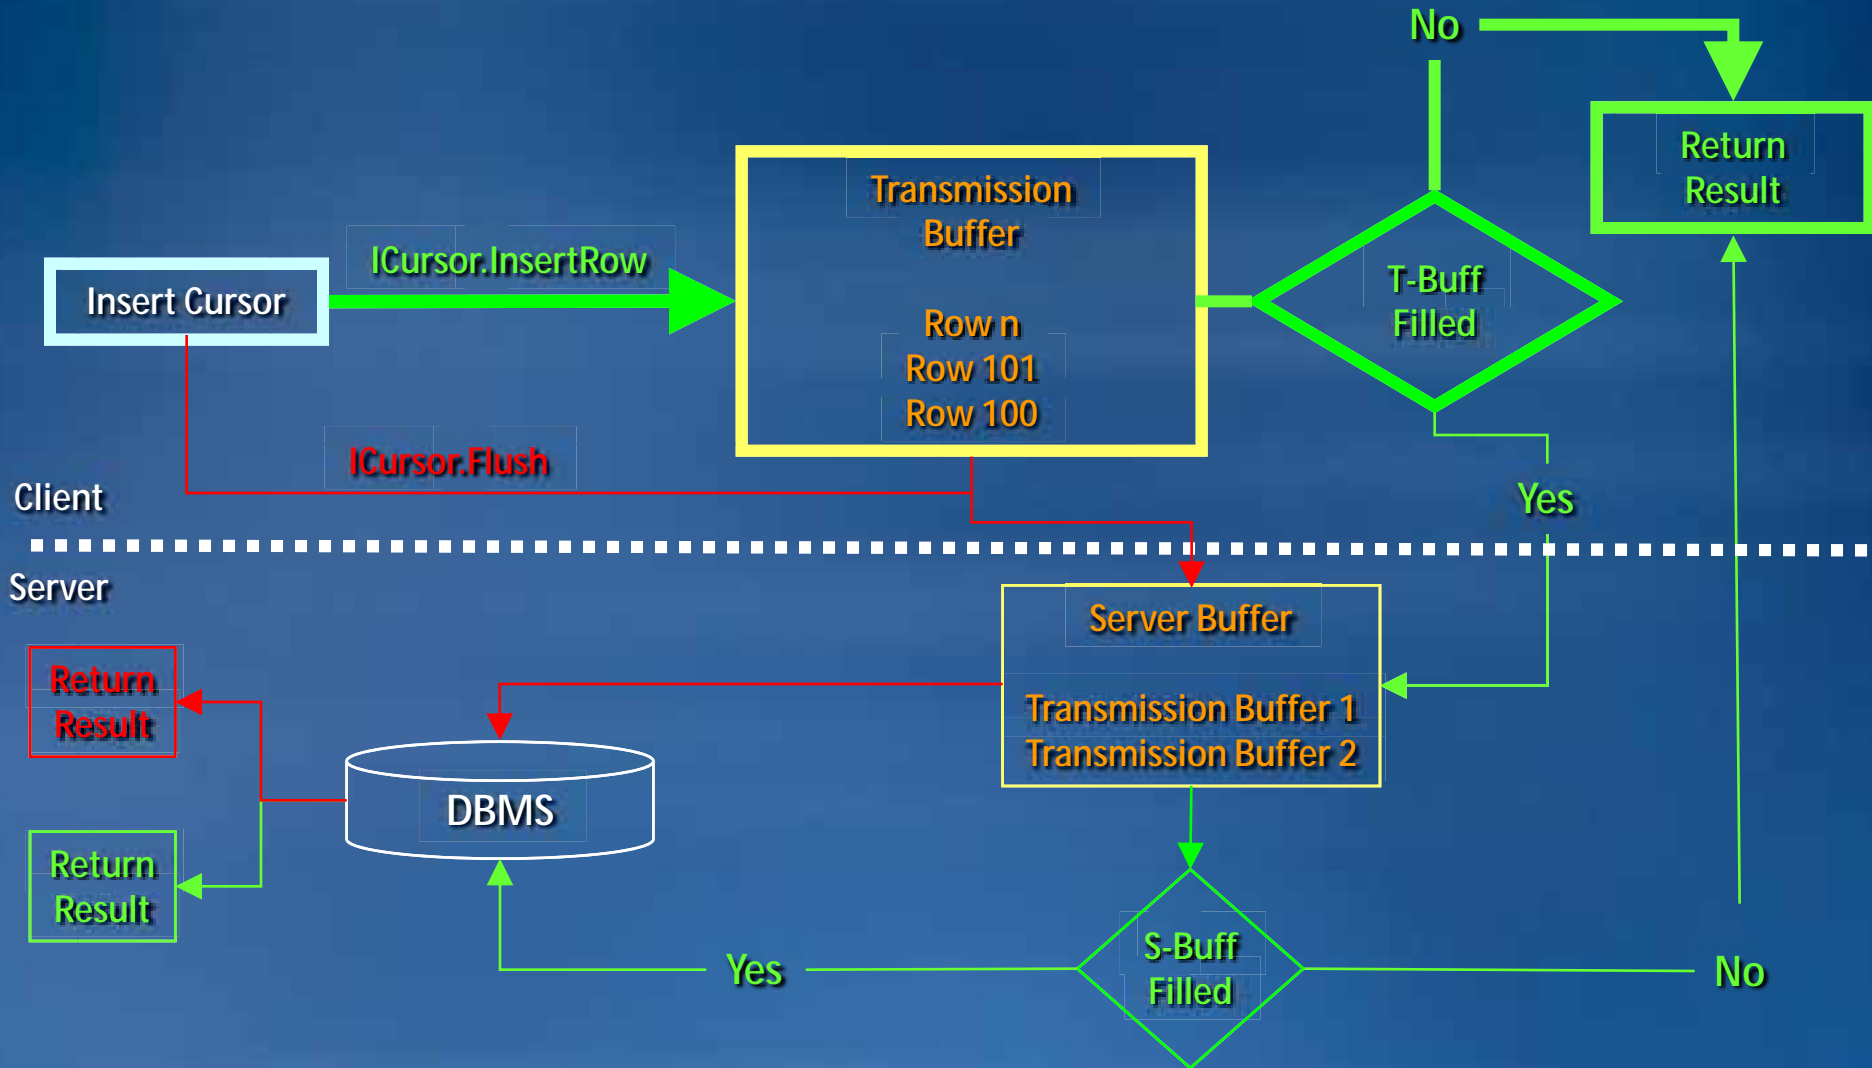 No
Return
Result
Transmission
Buffer
ICursor.InsertRow
Insert Cursor
T-Buff
Filled
Row n
Row 101
Row 100
ICursor.Flush
Client
Yes
Server
Server Buffer
Return
Result
Transmission Buffer 1
Transmission Buffer 2
DBMS
Return
Result
S-Buff
Filled
Yes
No